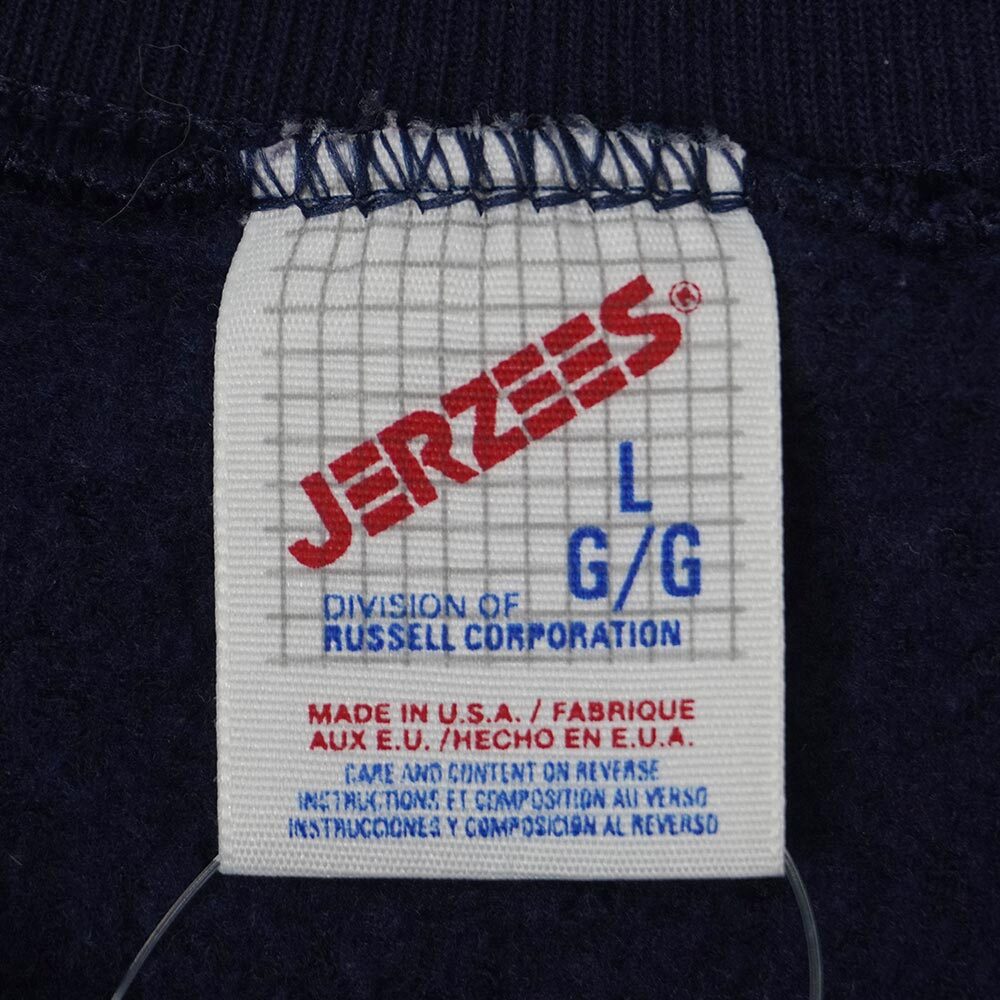 JERZEES®
L
G/G
DIVISION OF
RUSSELL CORPORATION
MADE IN U.S.A. / FABRIQUE
AUX E.U. /HECHO EN E.U.A.
CARE AND CONTENT ON REVERSE
INSTRUCTIONS ET COMPOSITION AU VERSO
INSTRUCCIONES Y COMPOSICION AL REVERSO